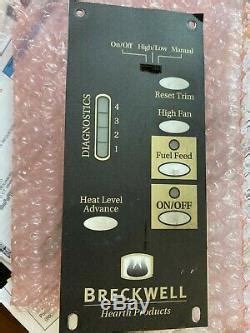 On/Off High/Low Manual
Reset Trim
High Fan
DIAGNOSTICS
4
3
2
1
Fuel Feed
Heat Level
Advance
ON/OFF
BRECKWELL
Hearth Products
ebay